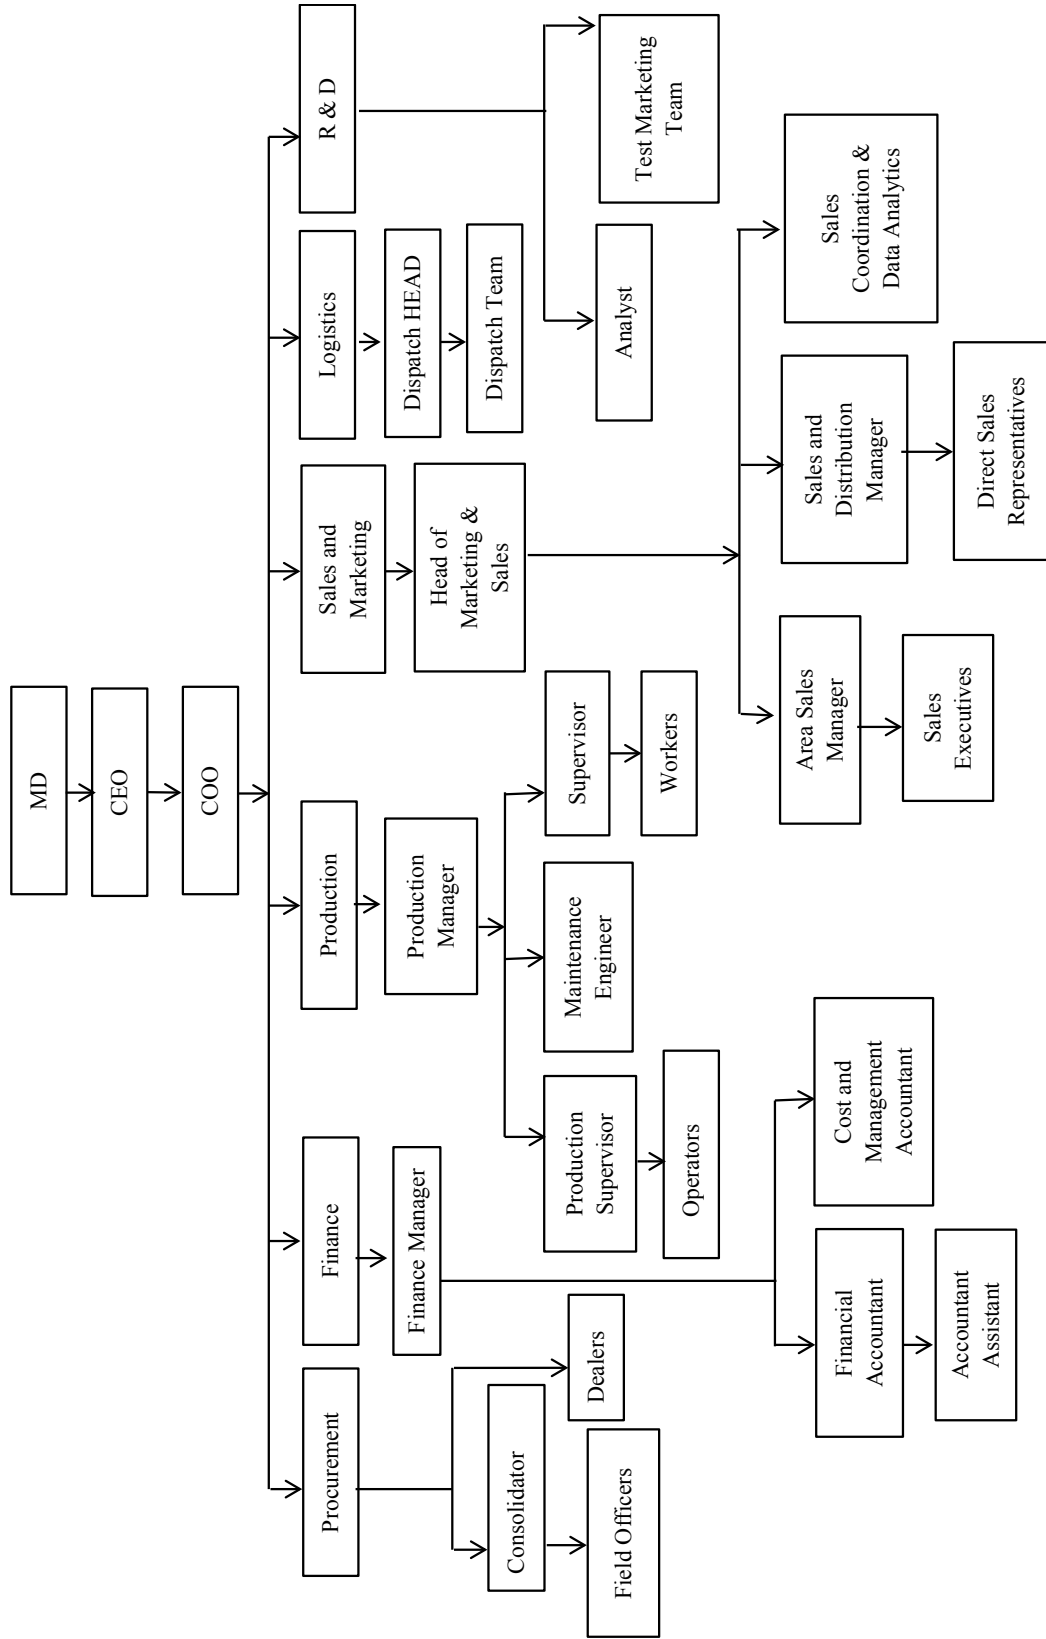 MD
CEO
COO
Procurement
Finance
Production
Sales and
Marketing
Logistics
R & D
Finance Manager
Production
Manager
Head of
Marketing &
Sales
Dispatch HEAD
Dispatch Team
Consolidator
Dealers
Field Officers
Production
Supervisor
Maintenance
Engineer
Supervisor
Operators
Workers
Analyst
Test Marketing
Team
Financial
Accountant
Cost and
Management
Accountant
Accountant
Assistant
Area Sales
Manager
Sales and
Distribution
Manager
Sales
Coordination &
Data Analytics
Sales
Executives
Direct Sales
Representatives